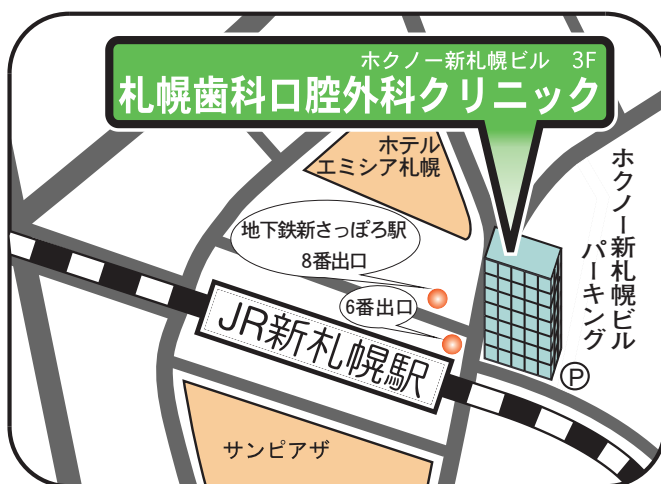 ホクノー新札幌ビル 3F
札幌歯科口腔外科クリニック
ホテル
エミシア札幌
ホクノー新札幌ビル
パーキング
地下鉄新さっぽろ駅
8番出口
6番出口
JR新札幌駅
P
サンピアザ